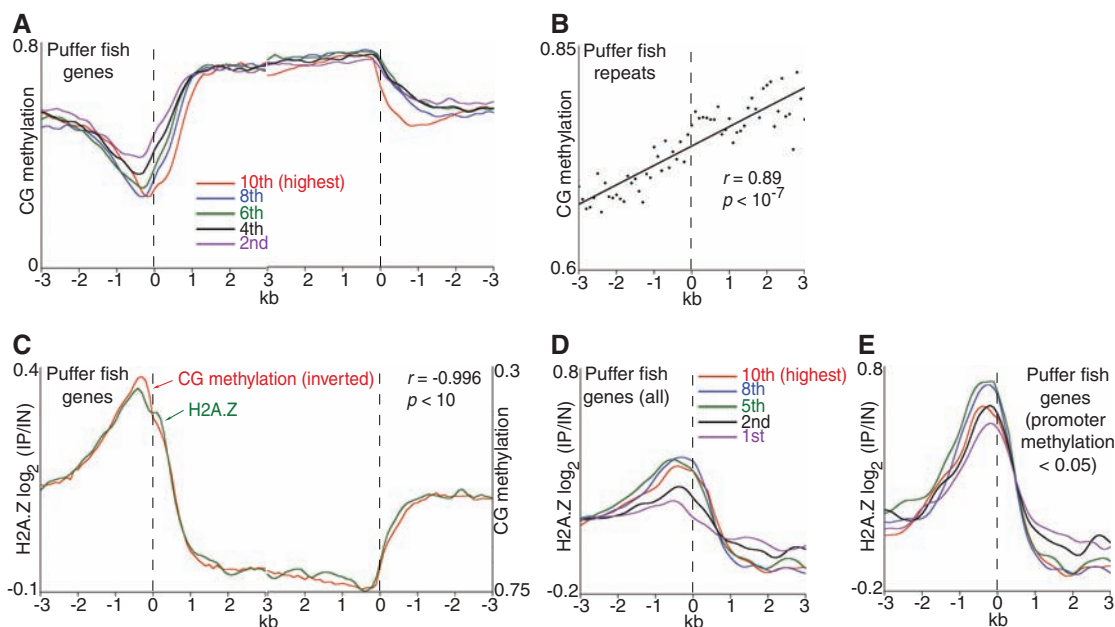 A
Puffer fish
genes
0.8
CG methylation
0
10th (highest)
8th
6th
4th
2nd
-3 -2 -1 0 1 2 3 2 1 0 -1 -2 -3
kb
B
Puffer fish
repeats
0.85
CG methylation
0.6
r = 0.89
p < 10-7
-3 -2 -1 0 1 2 3
kb
C
Puffer fish
genes
0.4
H2A.Z log2 (IP/IN)
-0.1
CG methylation (inverted)
H2A.Z
r = -0.996
p < 10
0.3
CG methylation
0.75
-3 -2 -1 0 1 2 3 2 1 0 -1 -2 -3
kb
D
Puffer fish
genes (all)
0.8
H2A.Z log2 (IP/IN)
-0.2
10th (highest)
8th
5th
2nd
1st
-3 -2 -1 0 1 2 3
kb
E
Puffer fish
genes
(promoter
methylation
< 0.05)
0.8
H2A.Z log2 (IP/IN)
-0.2
-3 -2 -1 0 1 2 3
kb